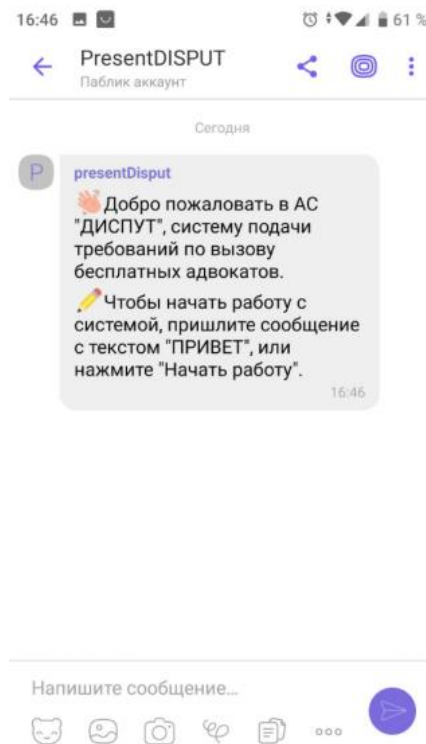 16:46 61 %
PresentDISPUT
Паблик аккаунт
Сегодня
P
presentDisput
Добро пожаловать в АС
"ДИСПУТ", систему подачи
требований по вызову
бесплатных адвокатов.
Чтобы начать работу с
системой, пришлите сообщение
с текстом "ПРИВЕТ", или
нажмите "Начать работу".
16:46
Напишите сообщение...